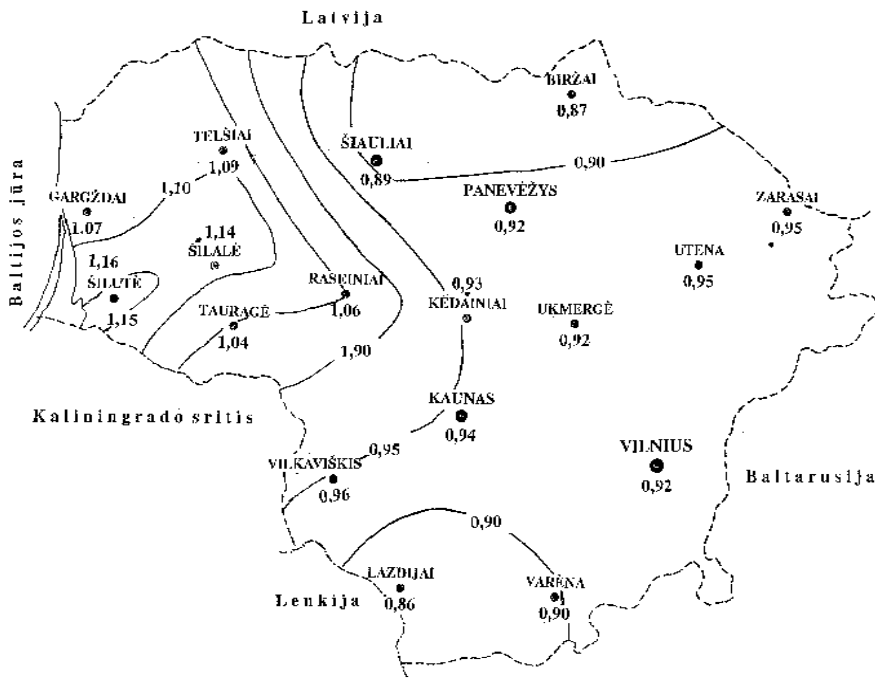 Latvija
BIRŽAI
0,87
TELŠIAI
1,09
ŠIAULIAI
0,89
0,90
1,10
PANEVĖŽYS
0,92
GARGŽDAI
1.07
ZARASAI
0,95
Baltijos jūra
1,14
ŠILALĖ
UTENA
0,95
1,16
ŠILUTĖ
1,15
RASEINIAI
1,06
0,93
KĖDAINIAI
TAURAGĖ
1,04
UKMERGĖ
0,92
1,90
Kaliningrado sritis
KAUNAS
0,94
0,95
VILKAVIŠKIS
0,96
VILNIUS
0,92
Baltarusija
0,90
LAZDIJAI
0,86
VARĖNA
0,90
Lenkija